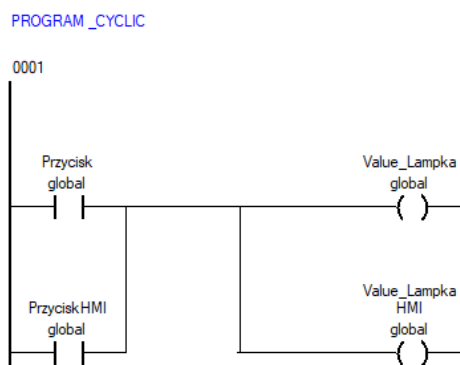 PROGRAM _CYCLIC
0001
Przycisk
global
Value_Lampka
global
PrzyciskHMI
global
Value_Lampka
HMI
global